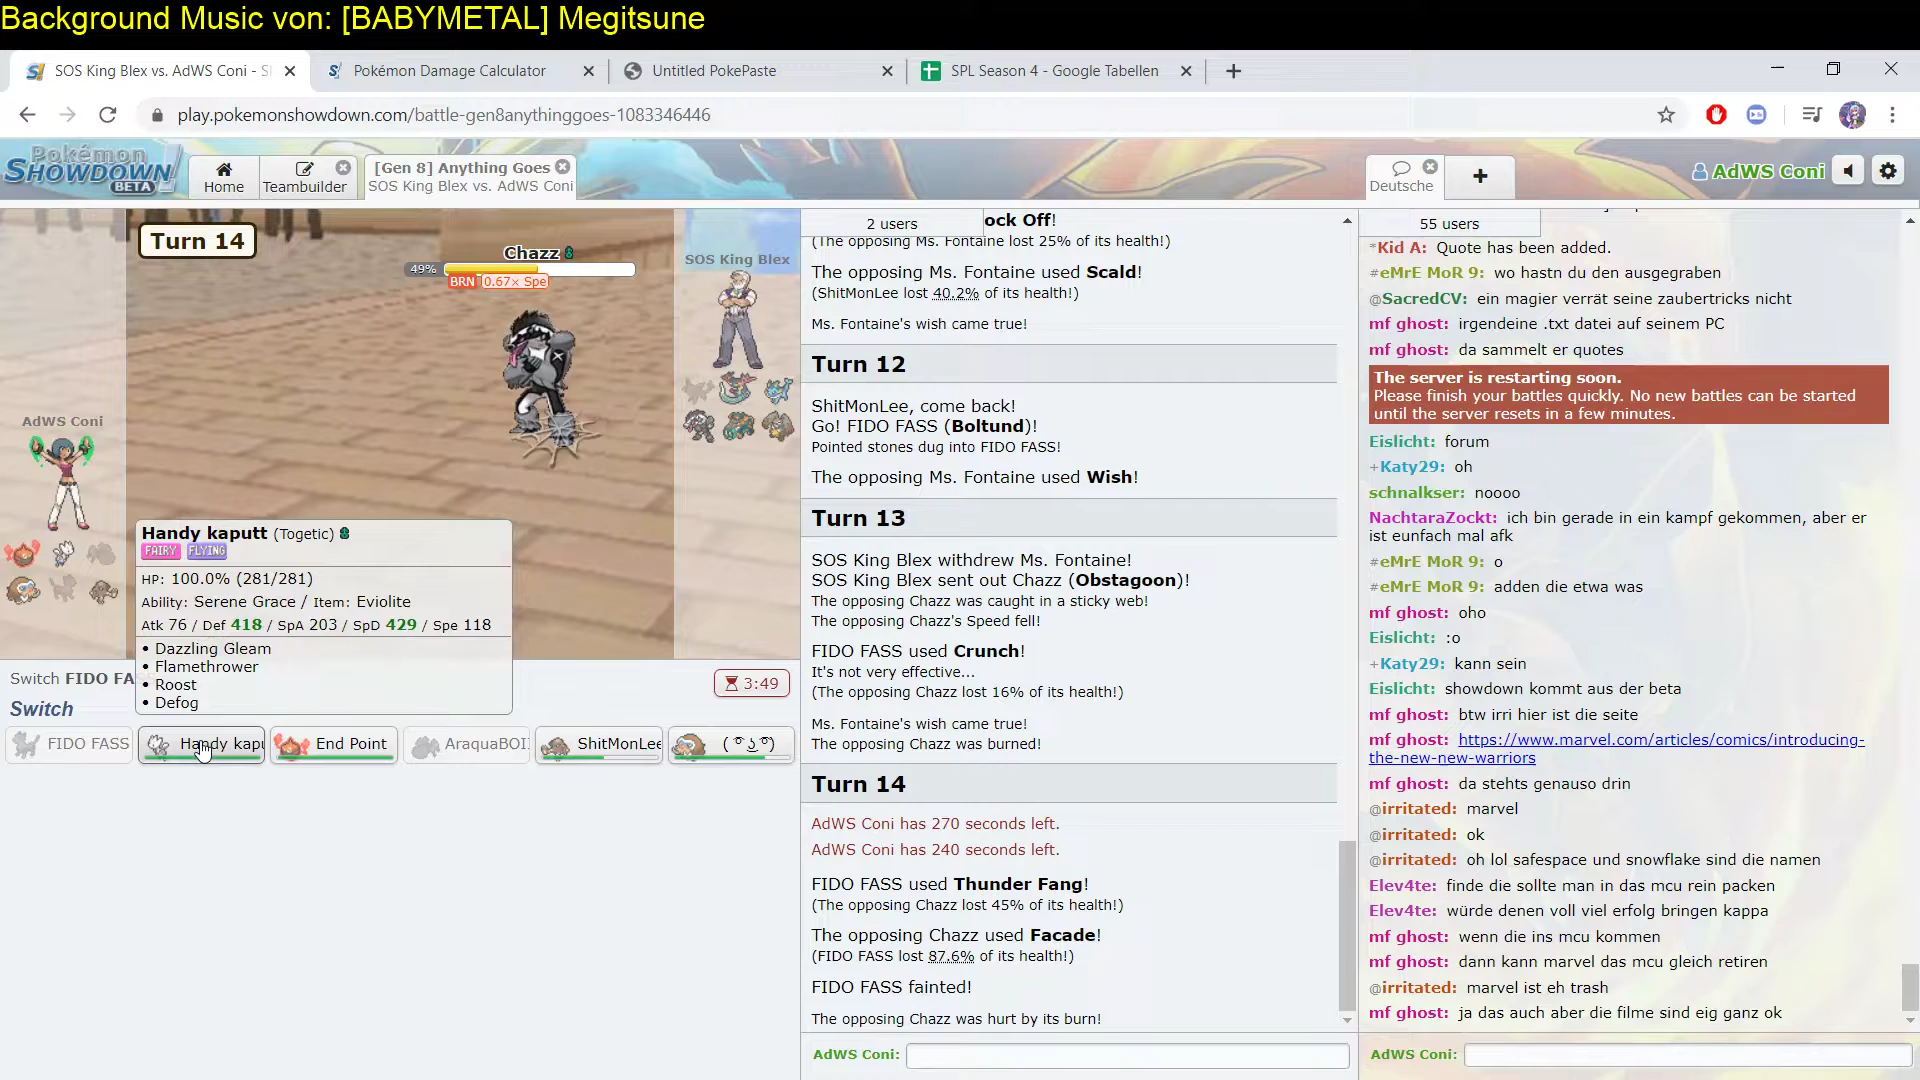 Background Music von: [BABYMETAL] Megitsune
SOS King Blex vs. AdWS Coni - S
Pokémon Damage Calculator
Untitled PokePaste
SPL Season 4 - Google Tabellen
play.pokemonshowdown.com/battle-gen8anythinggoes-1083346446
Pokémon
SHOWDOWN
BETA
Home
Teambuilder
[Gen 8] Anything Goes
SOS King Blex vs. AdWS Coni
Deutsche
AdWS Coni
Turn 14
Chazz
49%
BRN 0.67× Spe
SOS King Blex
AdWS Coni
Handy kaputt (Togetic)
FAIRY FLYING
HP: 100.0% (281/281)
Ability: Serene Grace / Item: Eviolite
Atk 76 / Def 418 / SpA 203 / SpD 429 / Spe 118
• Dazzling Gleam
• Flamethrower
• Roost
• Defog
Switch FIDO FA
3:49
Switch
FIDO FASS
Handy kapu
End Point
AraquaBOI
ShitMonLee
( ͡° ͜ʖ ͡°)
2 users
ock Off!
(The opposing Ms. Fontaine lost 25% of its health!)
The opposing Ms. Fontaine used Scald!
(ShitMonLee lost 40.2% of its health!)
Ms. Fontaine's wish came true!
Turn 12
ShitMonLee, come back!
Go! FIDO FASS (Boltund)!
Pointed stones dug into FIDO FASS!
The opposing Ms. Fontaine used Wish!
Turn 13
SOS King Blex withdrew Ms. Fontaine!
SOS King Blex sent out Chazz (Obstagoon)!
The opposing Chazz was caught in a sticky web!
The opposing Chazz's Speed fell!
FIDO FASS used Crunch!
It's not very effective...
(The opposing Chazz lost 16% of its health!)
Ms. Fontaine's wish came true!
The opposing Chazz was burned!
Turn 14
AdWS Coni has 270 seconds left.
AdWS Coni has 240 seconds left.
FIDO FASS used Thunder Fang!
(The opposing Chazz lost 45% of its health!)
The opposing Chazz used Facade!
(FIDO FASS lost 87.6% of its health!)
FIDO FASS fainted!
The opposing Chazz was hurt by its burn!
AdWS Coni:
55 users
*Kid A: Quote has been added.
#eMrE MoR 9: wo hastn du den ausgegraben
@SacredCV: ein magier verrät seine zaubertricks nicht
mf ghost: irgendeine .txt datei auf seinem PC
mf ghost: da sammelt er quotes
The server is restarting soon.
Please finish your battles quickly. No new battles can be started
until the server resets in a few minutes.
Eislicht: forum
+Katy29: oh
schnalkser: noooo
NachtaraZockt: ich bin gerade in ein kampf gekommen, aber er
ist eunfach mal afk
#eMrE MoR 9: o
#eMrE MoR 9: adden die etwa was
mf ghost: oho
Eislicht: :o
+Katy29: kann sein
Eislicht: showdown kommt aus der beta
mf ghost: btw irri hier ist die seite
mf ghost: https://www.marvel.com/articles/comics/introducing-
the-new-new-warriors
mf ghost: da stehts genauso drin
@irritated: marvel
@irritated: ok
@irritated: oh lol safespace und snowflake sind die namen
Elev4te: finde die sollte man in das mcu rein packen
Elev4te: würde denen voll viel erfolg bringen kappa
mf ghost: wenn die ins mcu kommen
mf ghost: dann kann marvel das mcu gleich retiren
@irritated: marvel ist eh trash
mf ghost: ja das auch aber die filme sind eig ganz ok
AdWS Coni: